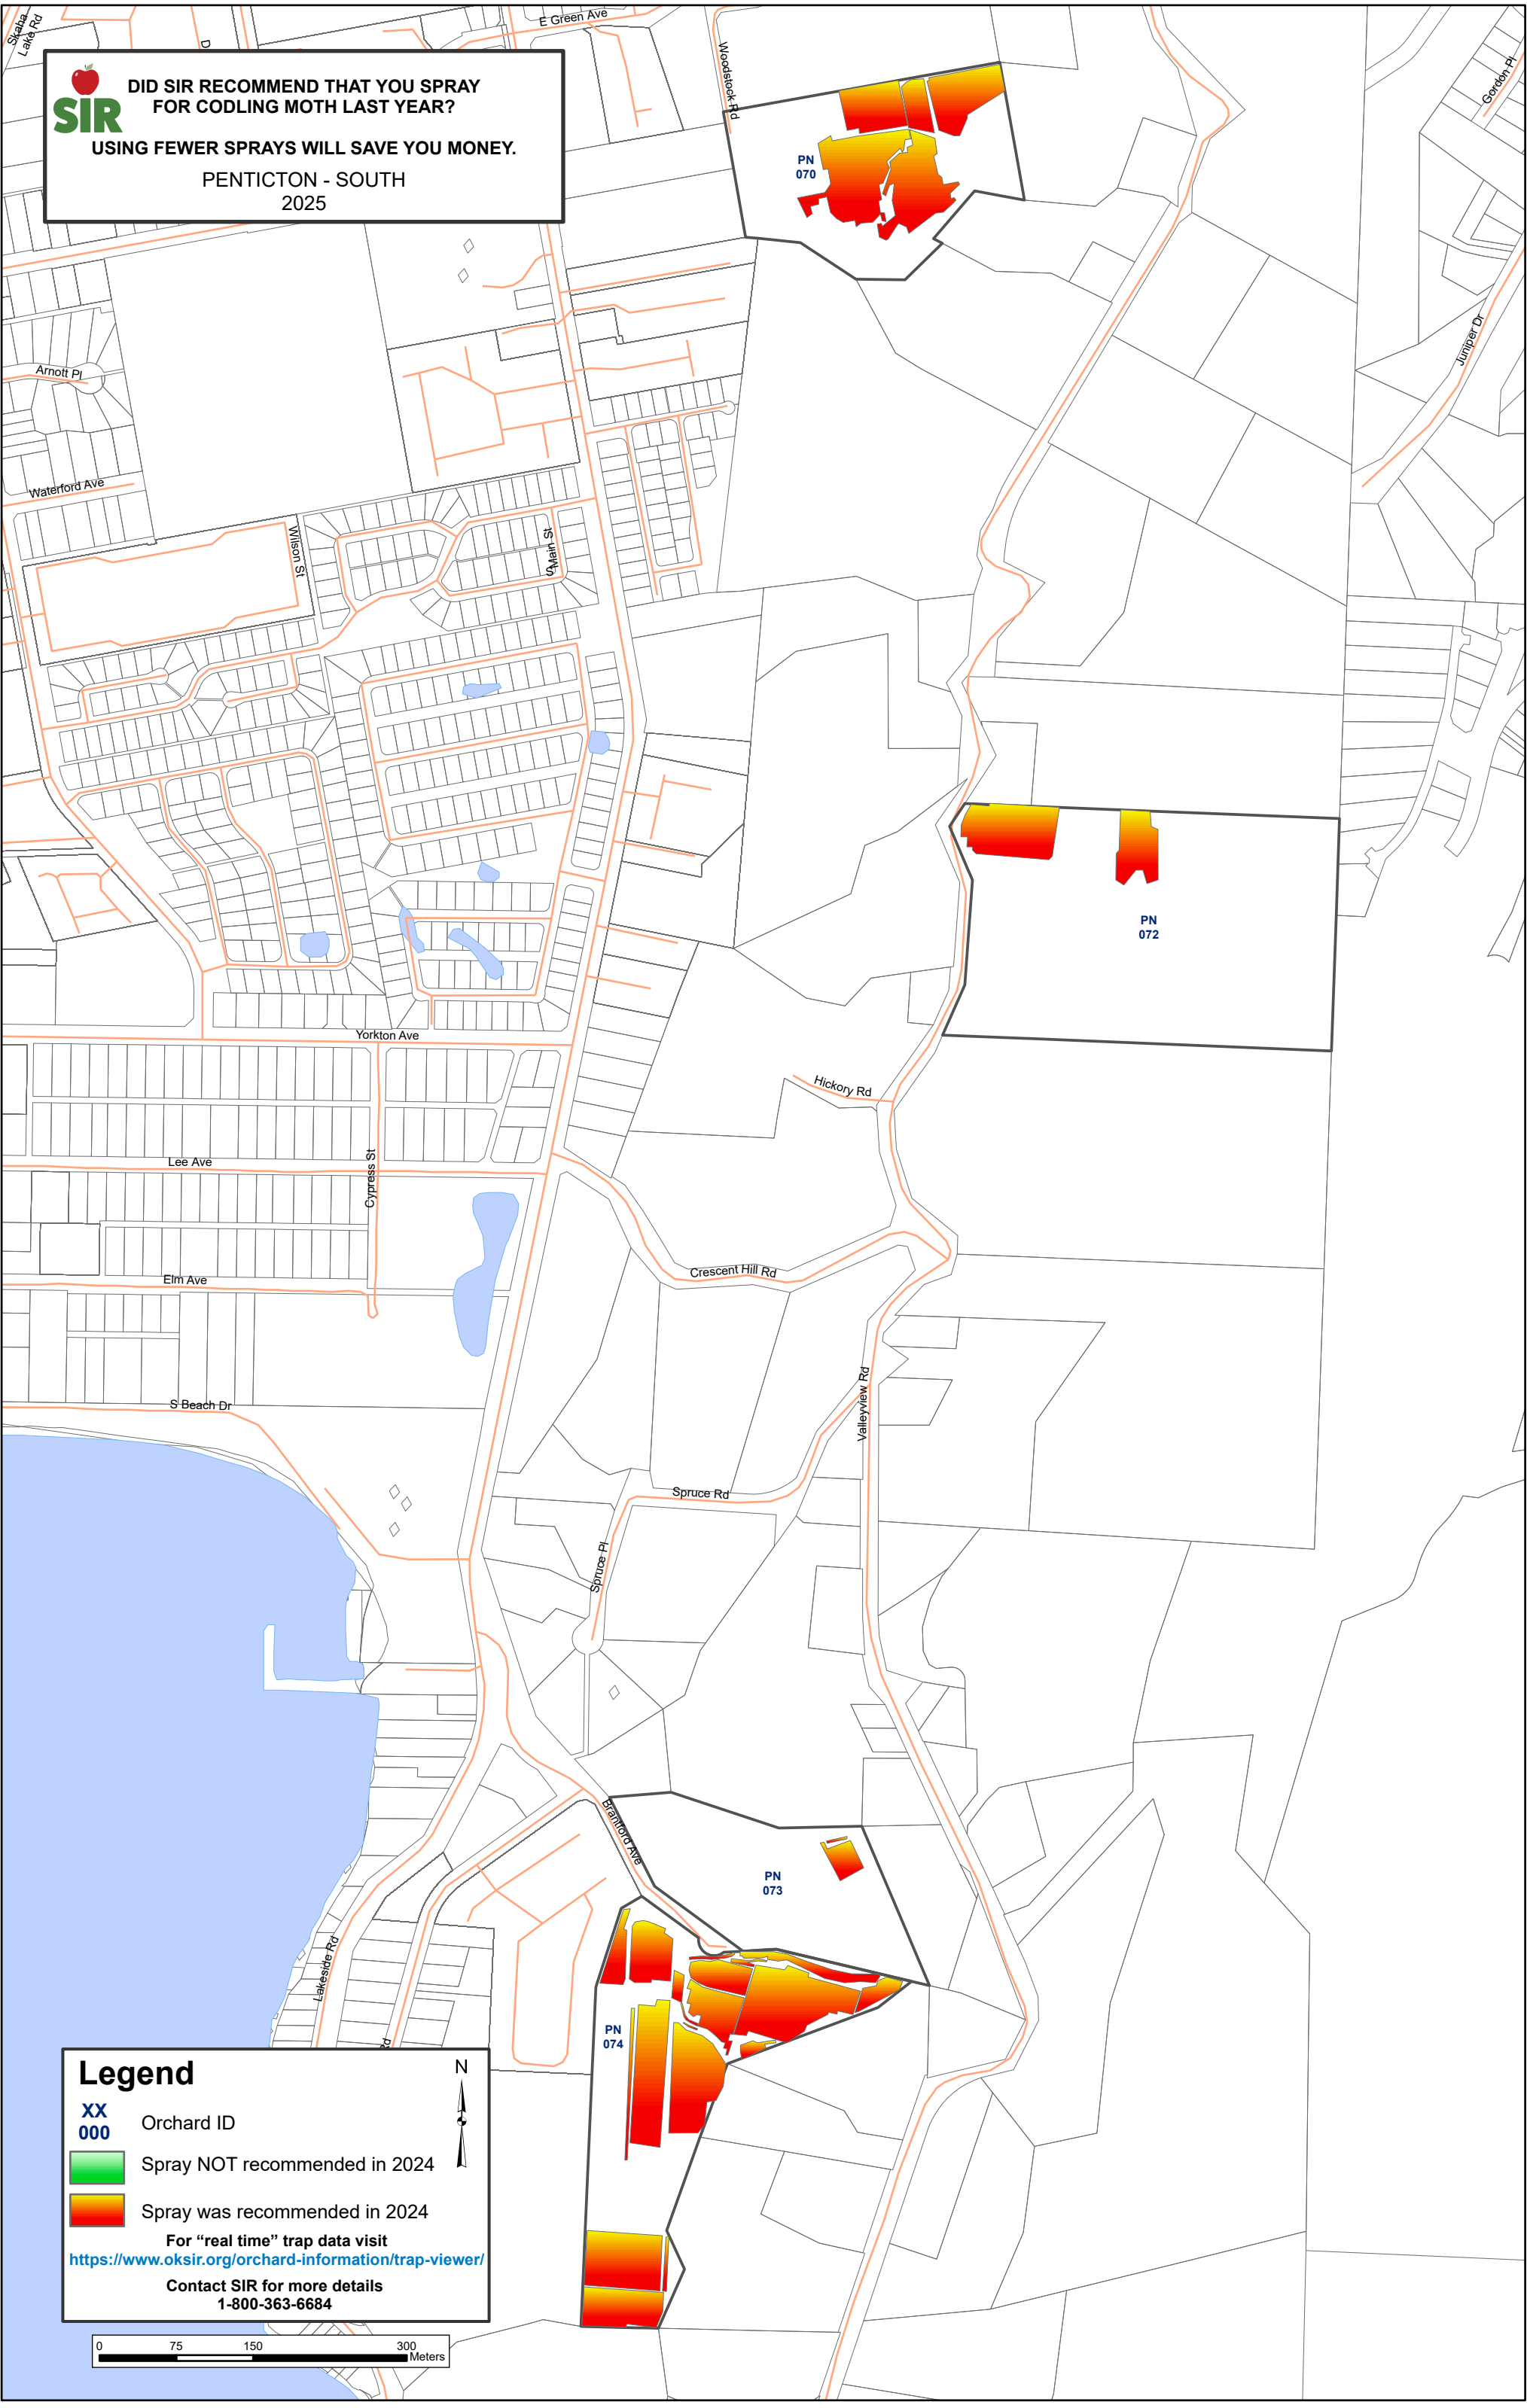 Skaha
Lake Rd
D
E Green Ave
Woodstock Rd
Gordon Pl
SIR
DID SIR RECOMMEND THAT YOU SPRAY
FOR CODLING MOTH LAST YEAR?
USING FEWER SPRAYS WILL SAVE YOU MONEY.
PENTICTON - SOUTH
2025
PN
070
Juniper Dr
Arnott Pl
Waterford Ave
Wilson St
S Main St
PN
072
Yorkton Ave
Hickory Rd
Lee Ave
Cypress St
Crescent Hill Rd
Elm Ave
Valleyview Rd
S Beach Dr
Spruce Rd
Spruce Pl
Brantford Ave
PN
073
Lakeside Rd
PN
074
Rd
Legend
N
XX
000
Orchard ID
Spray NOT recommended in 2024
Spray was recommended in 2024
For “real time” trap data visit
https://www.oksir.org/orchard-information/trap-viewer/
Contact SIR for more details
1-800-363-6684
0 75 150 300
Meters